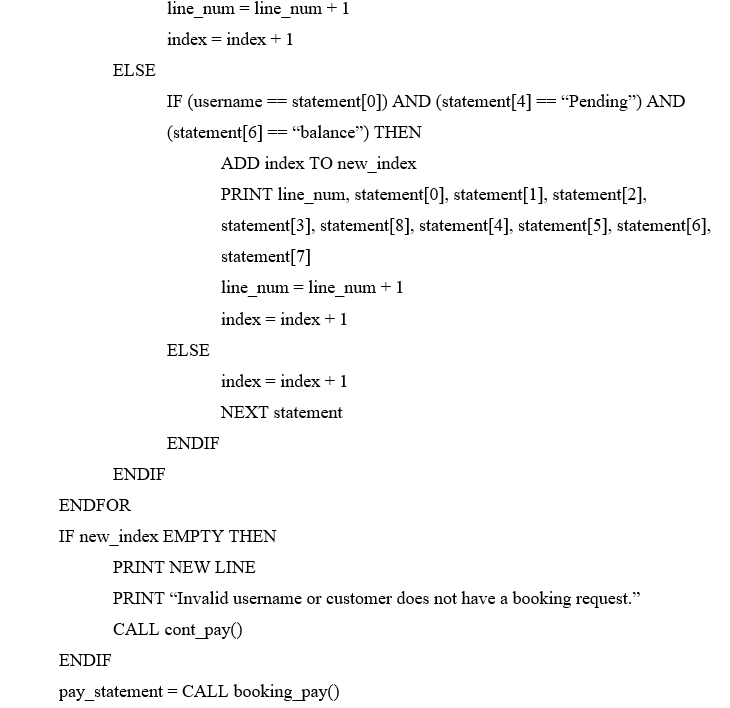 line_num = line_num + 1
index = index + 1
ELSE
IF (username == statement[0]) AND (statement[4] == “Pending”) AND
(statement[6] == “balance”) THEN
ADD index TO new_index
PRINT line_num, statement[0], statement[1], statement[2],
statement[3], statement[8], statement[4], statement[5], statement[6],
statement[7]
line_num = line_num + 1
index = index + 1
ELSE
index = index + 1
NEXT statement
ENDIF
ENDIF
ENDFOR
IF new_index EMPTY THEN
PRINT NEW LINE
PRINT “Invalid username or customer does not have a booking request.”
CALL cont_pay()
ENDIF
pay_statement = CALL booking_pay()